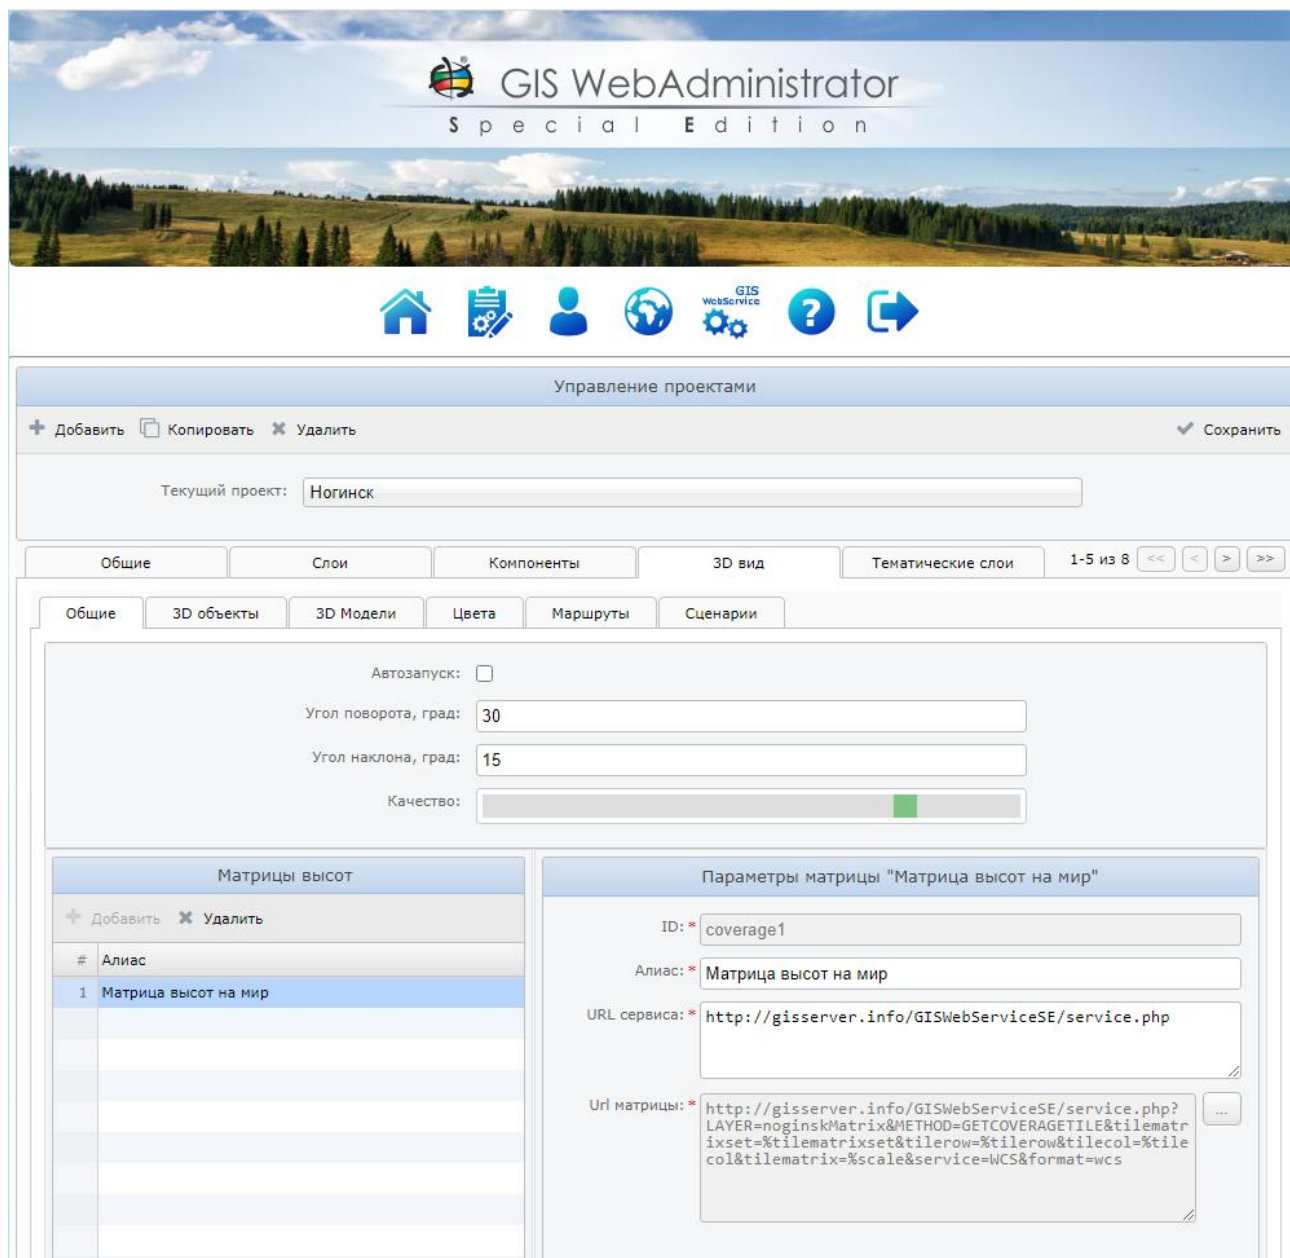 GIS WebAdministrator
Special Edition
GIS
WebService
?
Управление проектами
Добавить Копировать Удалить Сохранить
Текущий проект: Ногинск
Общие Слои Компоненты 3D вид Тематические слои 1-5 из 8 << < > >>
Общие 3D объекты 3D Модели Цвета Маршруты Сценарии
Автозапуск:
Угол поворота, град: 30
Угол наклона, град: 15
Качество:
Матрицы высот
Добавить Удалить
# Алиас
1 Матрица высот на мир
Параметры матрицы "Матрица высот на мир"
ID: * coverage1
Алиас: * Матрица высот на мир
URL сервиса: * http://gisserver.info/GISWebServiceSE/service.php
Url матрицы: * http://gisserver.info/GISWebServiceSE/service.php? ...
LAYER=noginskMatrix&METHOD=GETCOVERAGETILE&tilematr
ixset=%tilematrixset&tilerow=%tilerow&tilecol=%tile
col&tilematrix=%scale&service=WCS&format=wcs